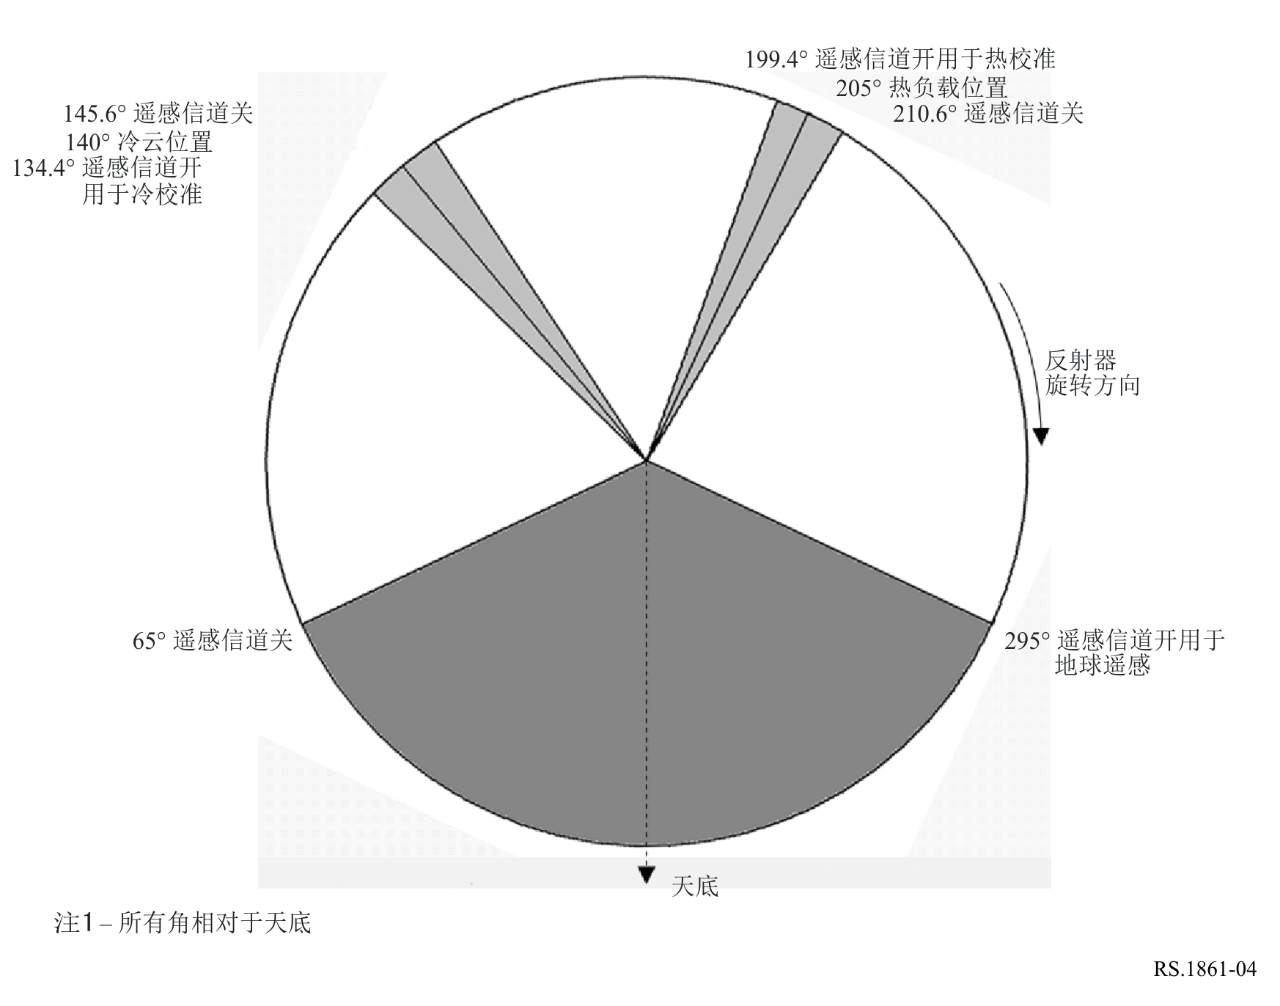 199.4° 遥感信道开用于热校准
205° 热负载位置
210.6° 遥感信道关
145.6° 遥感信道关
140° 冷云位置
134.4° 遥感信道开
用于冷校准
反射器
旋转方向
65° 遥感信道关
295° 遥感信道开用于
地球遥感
天底
注1 – 所有角相对于天底
RS.1861-04